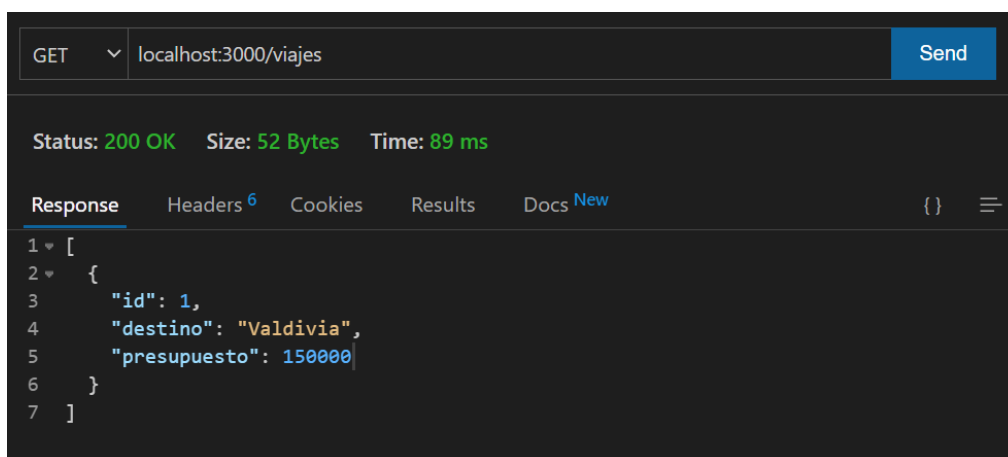 GET localhost:3000/viajes Send
Status: 200 OK Size: 52 Bytes Time: 89 ms
Response Headers 6 Cookies Results Docs New { }
1 [
2 {
3 "id": 1,
4 "destino": "Valdivia",
5 "presupuesto": 150000
6 }
7 ]